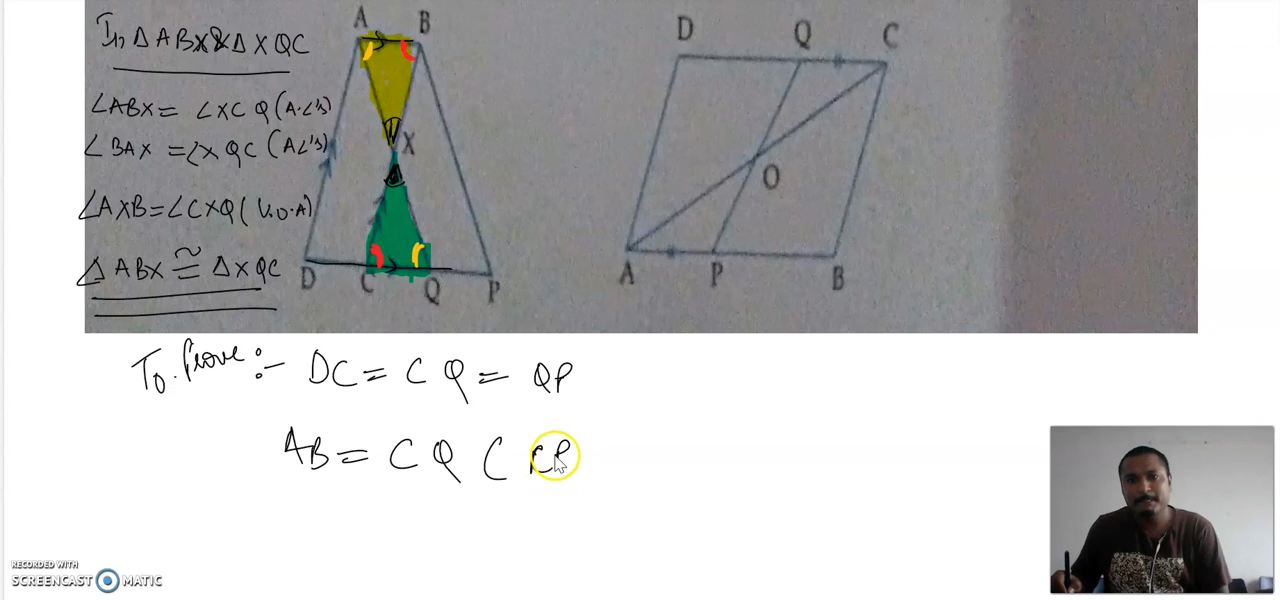 In ΔABX & ΔXQC
∠ABX = ∠XCQ (A.∠'s)
∠BAX = ∠XQC (A∠'s)
∠AXB = ∠CXQ (V.O.A)
ΔABX ≅ ΔXQC
A B
X
D C Q P
D Q C
O
A P B
To Prove :- DC = CQ = QP
AB = CQ (
RECORDED WITH
SCREENCAST MATIC